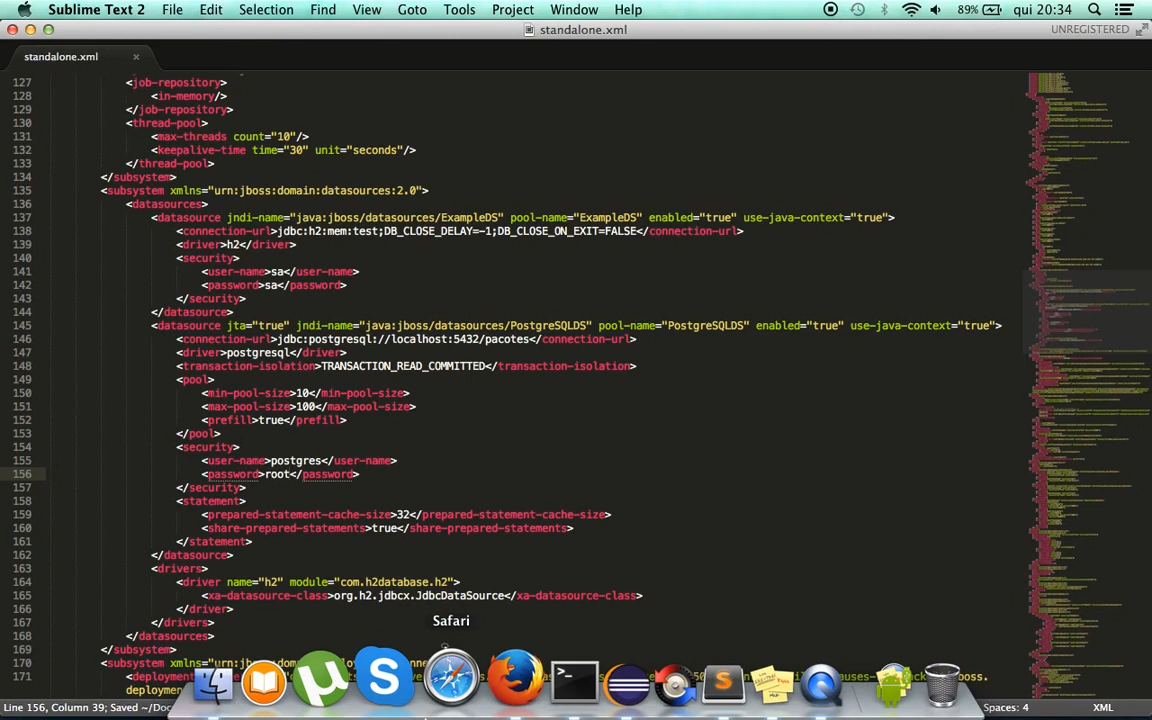 Sublime Text 2 File Edit Selection Find View Goto Tools Project Window Help 89% qui 20:34
standalone.xml UNREGISTERED
standalone.xml ×
127 <job-repository>
128 <in-memory/>
129 </job-repository>
130 <thread-pool>
131 <max-threads count="10"/>
132 <keepalive-time time="30" unit="seconds"/>
133 </thread-pool>
134 </subsystem>
135 <subsystem xmlns="urn:jboss:domain:datasources:2.0">
136 <datasources>
137 <datasource jndi-name="java:jboss/datasources/ExampleDS" pool-name="ExampleDS" enabled="true" use-java-context="true">
138 <connection-url>jdbc:h2:mem:test;DB_CLOSE_DELAY=-1;DB_CLOSE_ON_EXIT=FALSE</connection-url>
139 <driver>h2</driver>
140 <security>
141 <user-name>sa</user-name>
142 <password>sa</password>
143 </security>
144 </datasource>
145 <datasource jta="true" jndi-name="java:jboss/datasources/PostgreSQLDS" pool-name="PostgreSQLDS" enabled="true" use-java-context="true">
146 <connection-url>jdbc:postgresql://localhost:5432/pacotes</connection-url>
147 <driver>postgresql</driver>
148 <transaction-isolation>TRANSACTION_READ_COMMITTED</transaction-isolation>
149 <pool>
150 <min-pool-size>10</min-pool-size>
151 <max-pool-size>100</max-pool-size>
152 <prefill>true</prefill>
153 </pool>
154 <security>
155 <user-name>postgres</user-name>
156 <password>root</password>
157 </security>
158 <statement>
159 <prepared-statement-cache-size>32</prepared-statement-cache-size>
160 <share-prepared-statements>true</share-prepared-statements>
161 </statement>
162 </datasource>
163 <drivers>
164 <driver name="h2" module="com.h2database.h2">
165 <xa-datasource-class>org.h2.jdbcx.JdbcDataSource</xa-datasource-class>
166 </driver>
167 </drivers>
168 </datasources>
Safari
169 </subsystem>
170 <subsystem xmlns="urn:jboss:domain:
171 <deployment
deployment
Line 156, Column 39; Saved Spaces: 4 XML